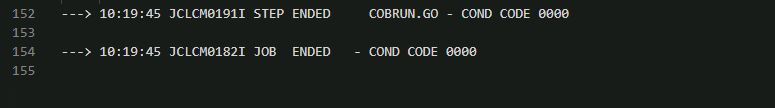 152 ---> 10:19:45 JCLCM0191I STEP ENDED     COBRUN.GO - COND CODE 0000
153
154 ---> 10:19:45 JCLCM0182I JOB  ENDED   - COND CODE 0000
155